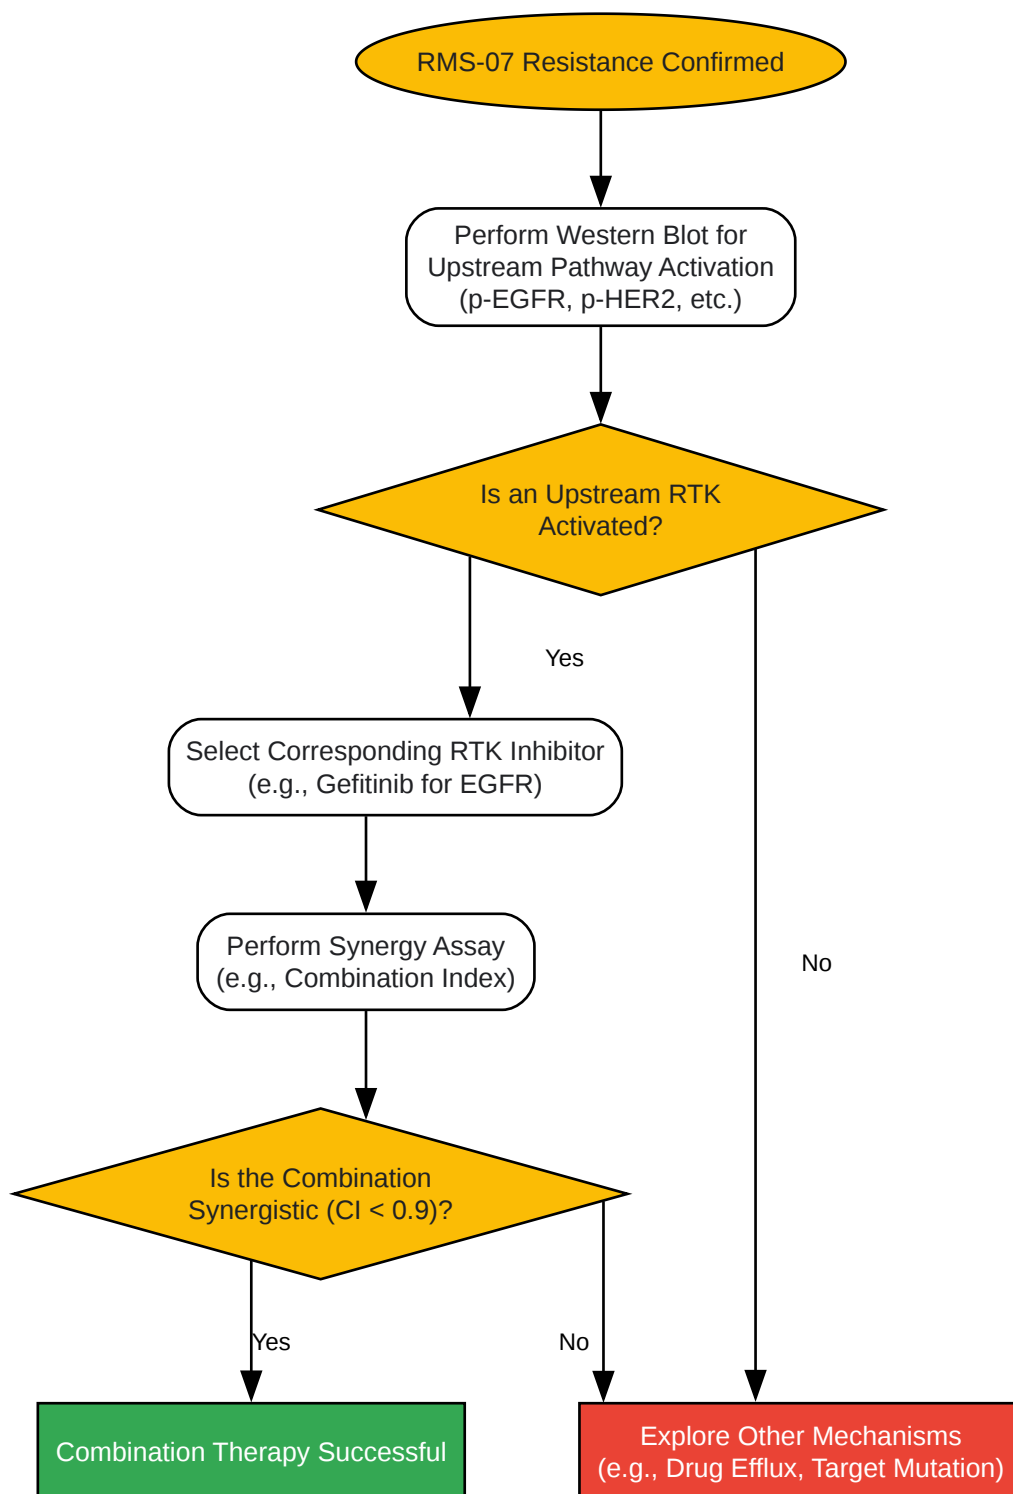 RMS-07 Resistance Confirmed
Perform Western Blot for
Upstream Pathway Activation
(p-EGFR, p-HER2, etc.)
Is an Upstream RTK
Activated?
Yes
Select Corresponding RTK Inhibitor
(e.g., Gefitinib for EGFR)
Perform Synergy Assay
(e.g., Combination Index)
No
Is the Combination
Synergistic (CI < 0.9)?
Yes
No
Combination Therapy Successful
Explore Other Mechanisms
(e.g., Drug Efflux, Target Mutation)